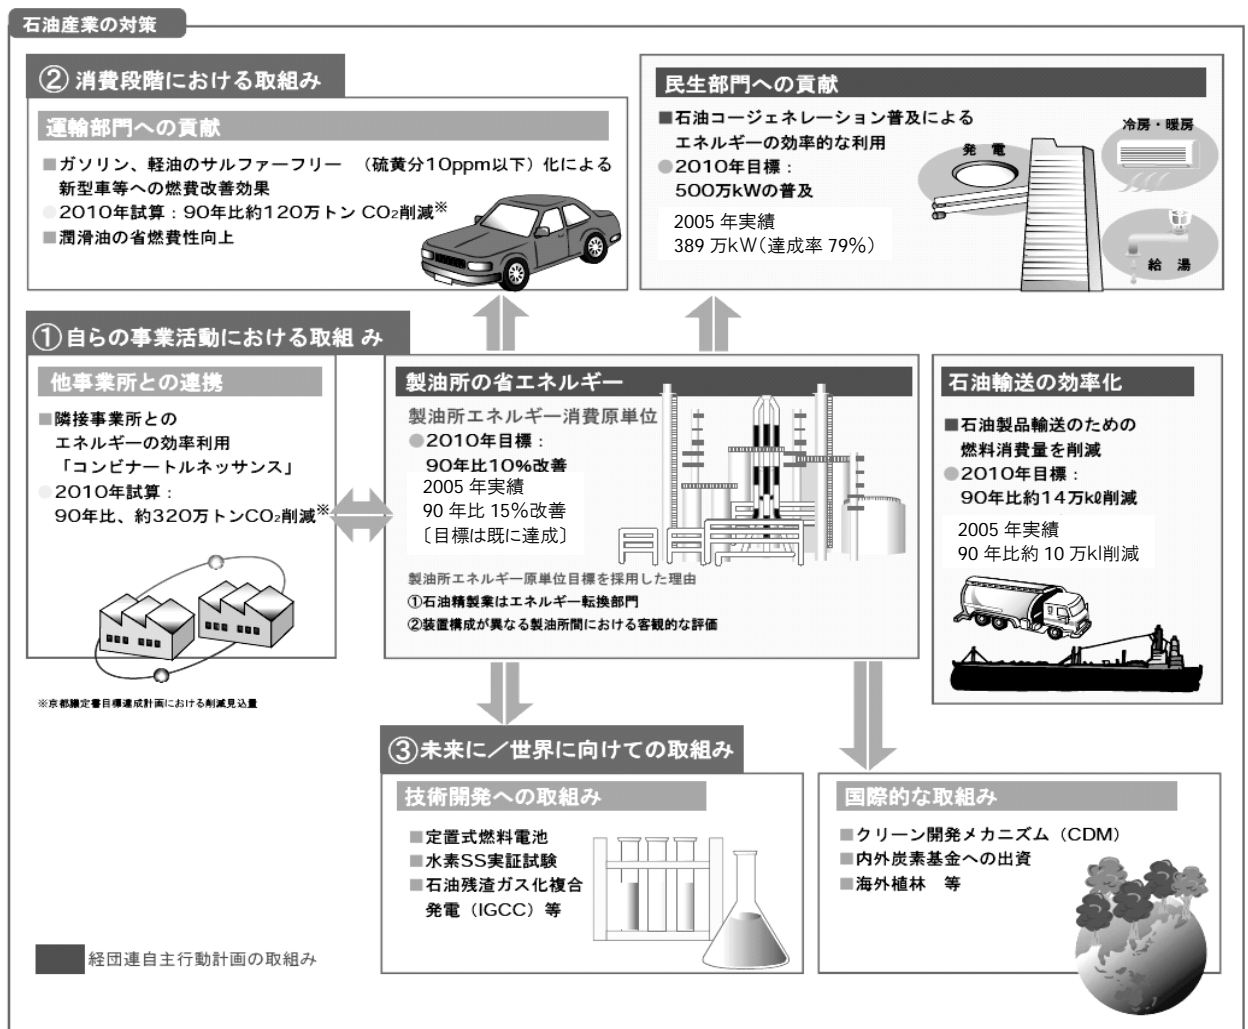 石油産業の対策
②消費段階における取組み
運輸部門への貢献
■ガソリン、軽油のサルファーフリー　（硫黄分10ppm以下）化による
新型車等への燃費改善効果
●2010年試算：90年比約120万トン CO₂削減※
■潤滑油の省燃費性向上
民生部門への貢献
■石油コージェネレーション普及による
エネルギーの効率的な利用
●2010年目標：
500万kWの普及
2005 年実績
389 万kW（達成率 79%）
発　電
冷房・暖房
給　湯
①自らの事業活動における取組 み
他事業所との連携
■隣接事業所との
エネルギーの効率利用
「コンビナートルネッサンス」
●2010年試算：
90年比、約320万トンCO₂削減※
※京都議定書目標達成計画における削減見込量
製油所の省エネルギー
製油所エネルギー消費原単位
●2010年目標：
90年比10%改善
2005 年実績
90 年比 15%改善
〔目標は既に達成〕
製油所エネルギー原単位目標を採用した理由
①石油精製業はエネルギー転換部門
②装置構成が異なる製油所間における客観的な評価
石油輸送の効率化
■石油製品輸送のための
燃料消費量を削減
●2010年目標：
90年比約14万kℓ削減
2005 年実績
90 年比約 10 万kl削減
③未来に／世界に向けての取組み
技術開発への取組み
■定置式燃料電池
■水素SS実証試験
■石油残渣ガス化複合
発電（IGCC）等
国際的な取組み
■クリーン開発メカニズム（CDM）
■内外炭素基金への出資
■海外植林　等
経団連自主行動計画の取組み